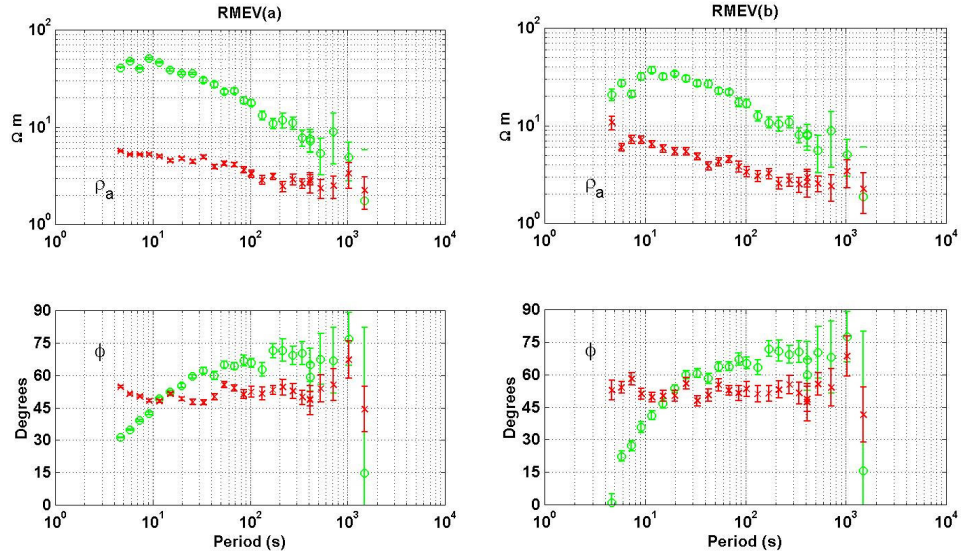 RMEV(a) RMEV(b)
10² 10²
Ω m Ω m
10¹ 10¹
ρa ρa
10⁰ 10⁰
10⁰ 10¹ 10² 10³ 10⁴ 10⁰ 10¹ 10² 10³ 10⁴
90 90
75 75
ϕ ϕ
60 60
Degrees Degrees
45 45
30 30
15 15
0 0
10⁰ 10¹ 10² 10³ 10⁴ 10⁰ 10¹ 10² 10³ 10⁴
Period (s) Period (s)